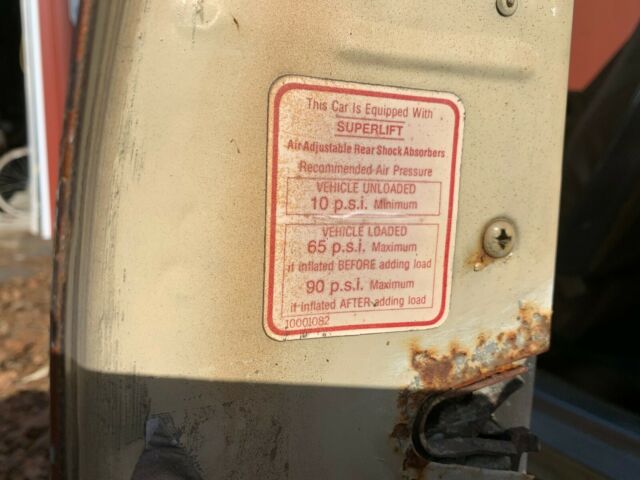 This Car Is Equipped With
SUPERLIFT
Air Adjustable Rear Shock Absorbers
Recommended Air Pressure
VEHICLE UNLOADED
10 p.s.i. Minimum
VEHICLE LOADED
65 p.s.i. Maximum
if inflated BEFORE adding load
90 p.s.i. Maximum
if inflated AFTER adding load
10001082